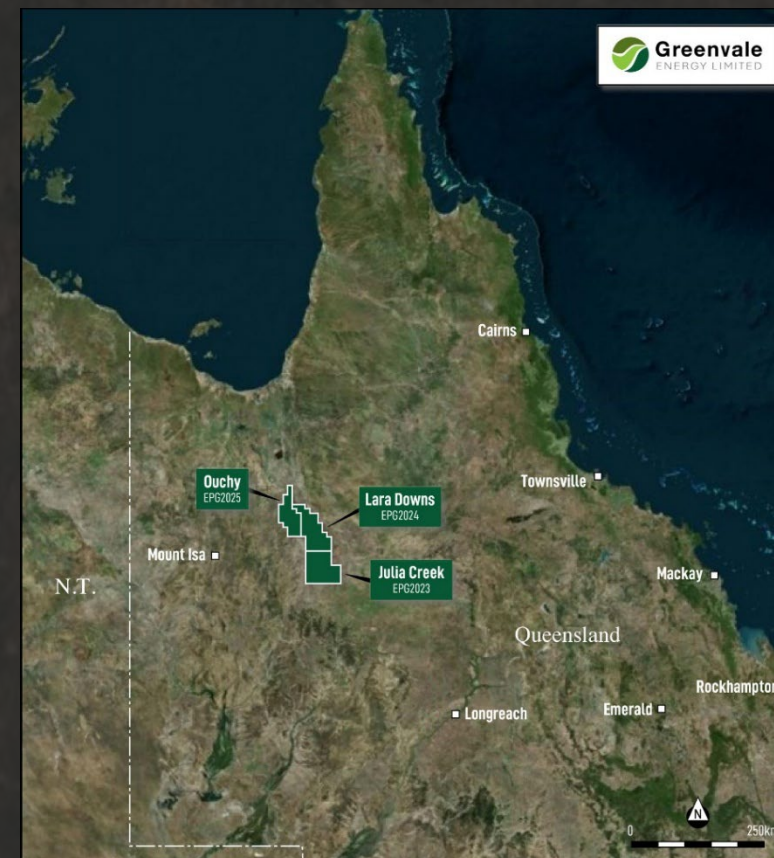 Greenvale
ENERGY LIMITED
Cairns
Townsville
Ouchy
EPG2025
Lara Downs
EPG2024
Mount Isa
Julia Creek
EPG2023
Mackay
N.T.
Queensland
Rockhampton
Longreach
Emerald
N
0
250km